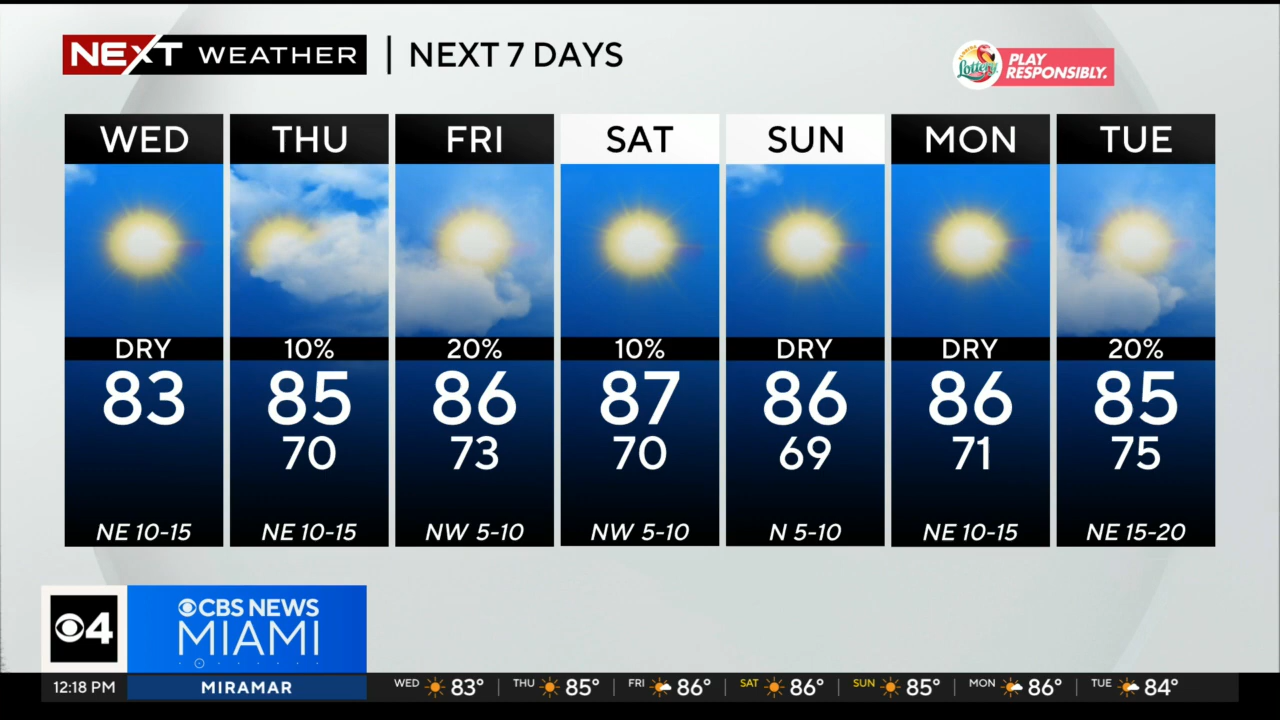 NEXT WEATHER | NEXT 7 DAYS
Florida Lottery PLAY RESPONSIBLY.
WED THU FRI SAT SUN MON TUE
DRY 10% 20% 10% DRY DRY 20%
83 85 86 87 86 86 85
70 73 70 69 71 75
NE 10-15 NE 10-15 NW 5-10 NW 5-10 N 5-10 NE 10-15 NE 15-20
4 CBS NEWS
MIAMI
12:18 PM MIRAMAR WED 83° THU 85° FRI 86° SAT 86° SUN 85° MON 86° TUE 84°